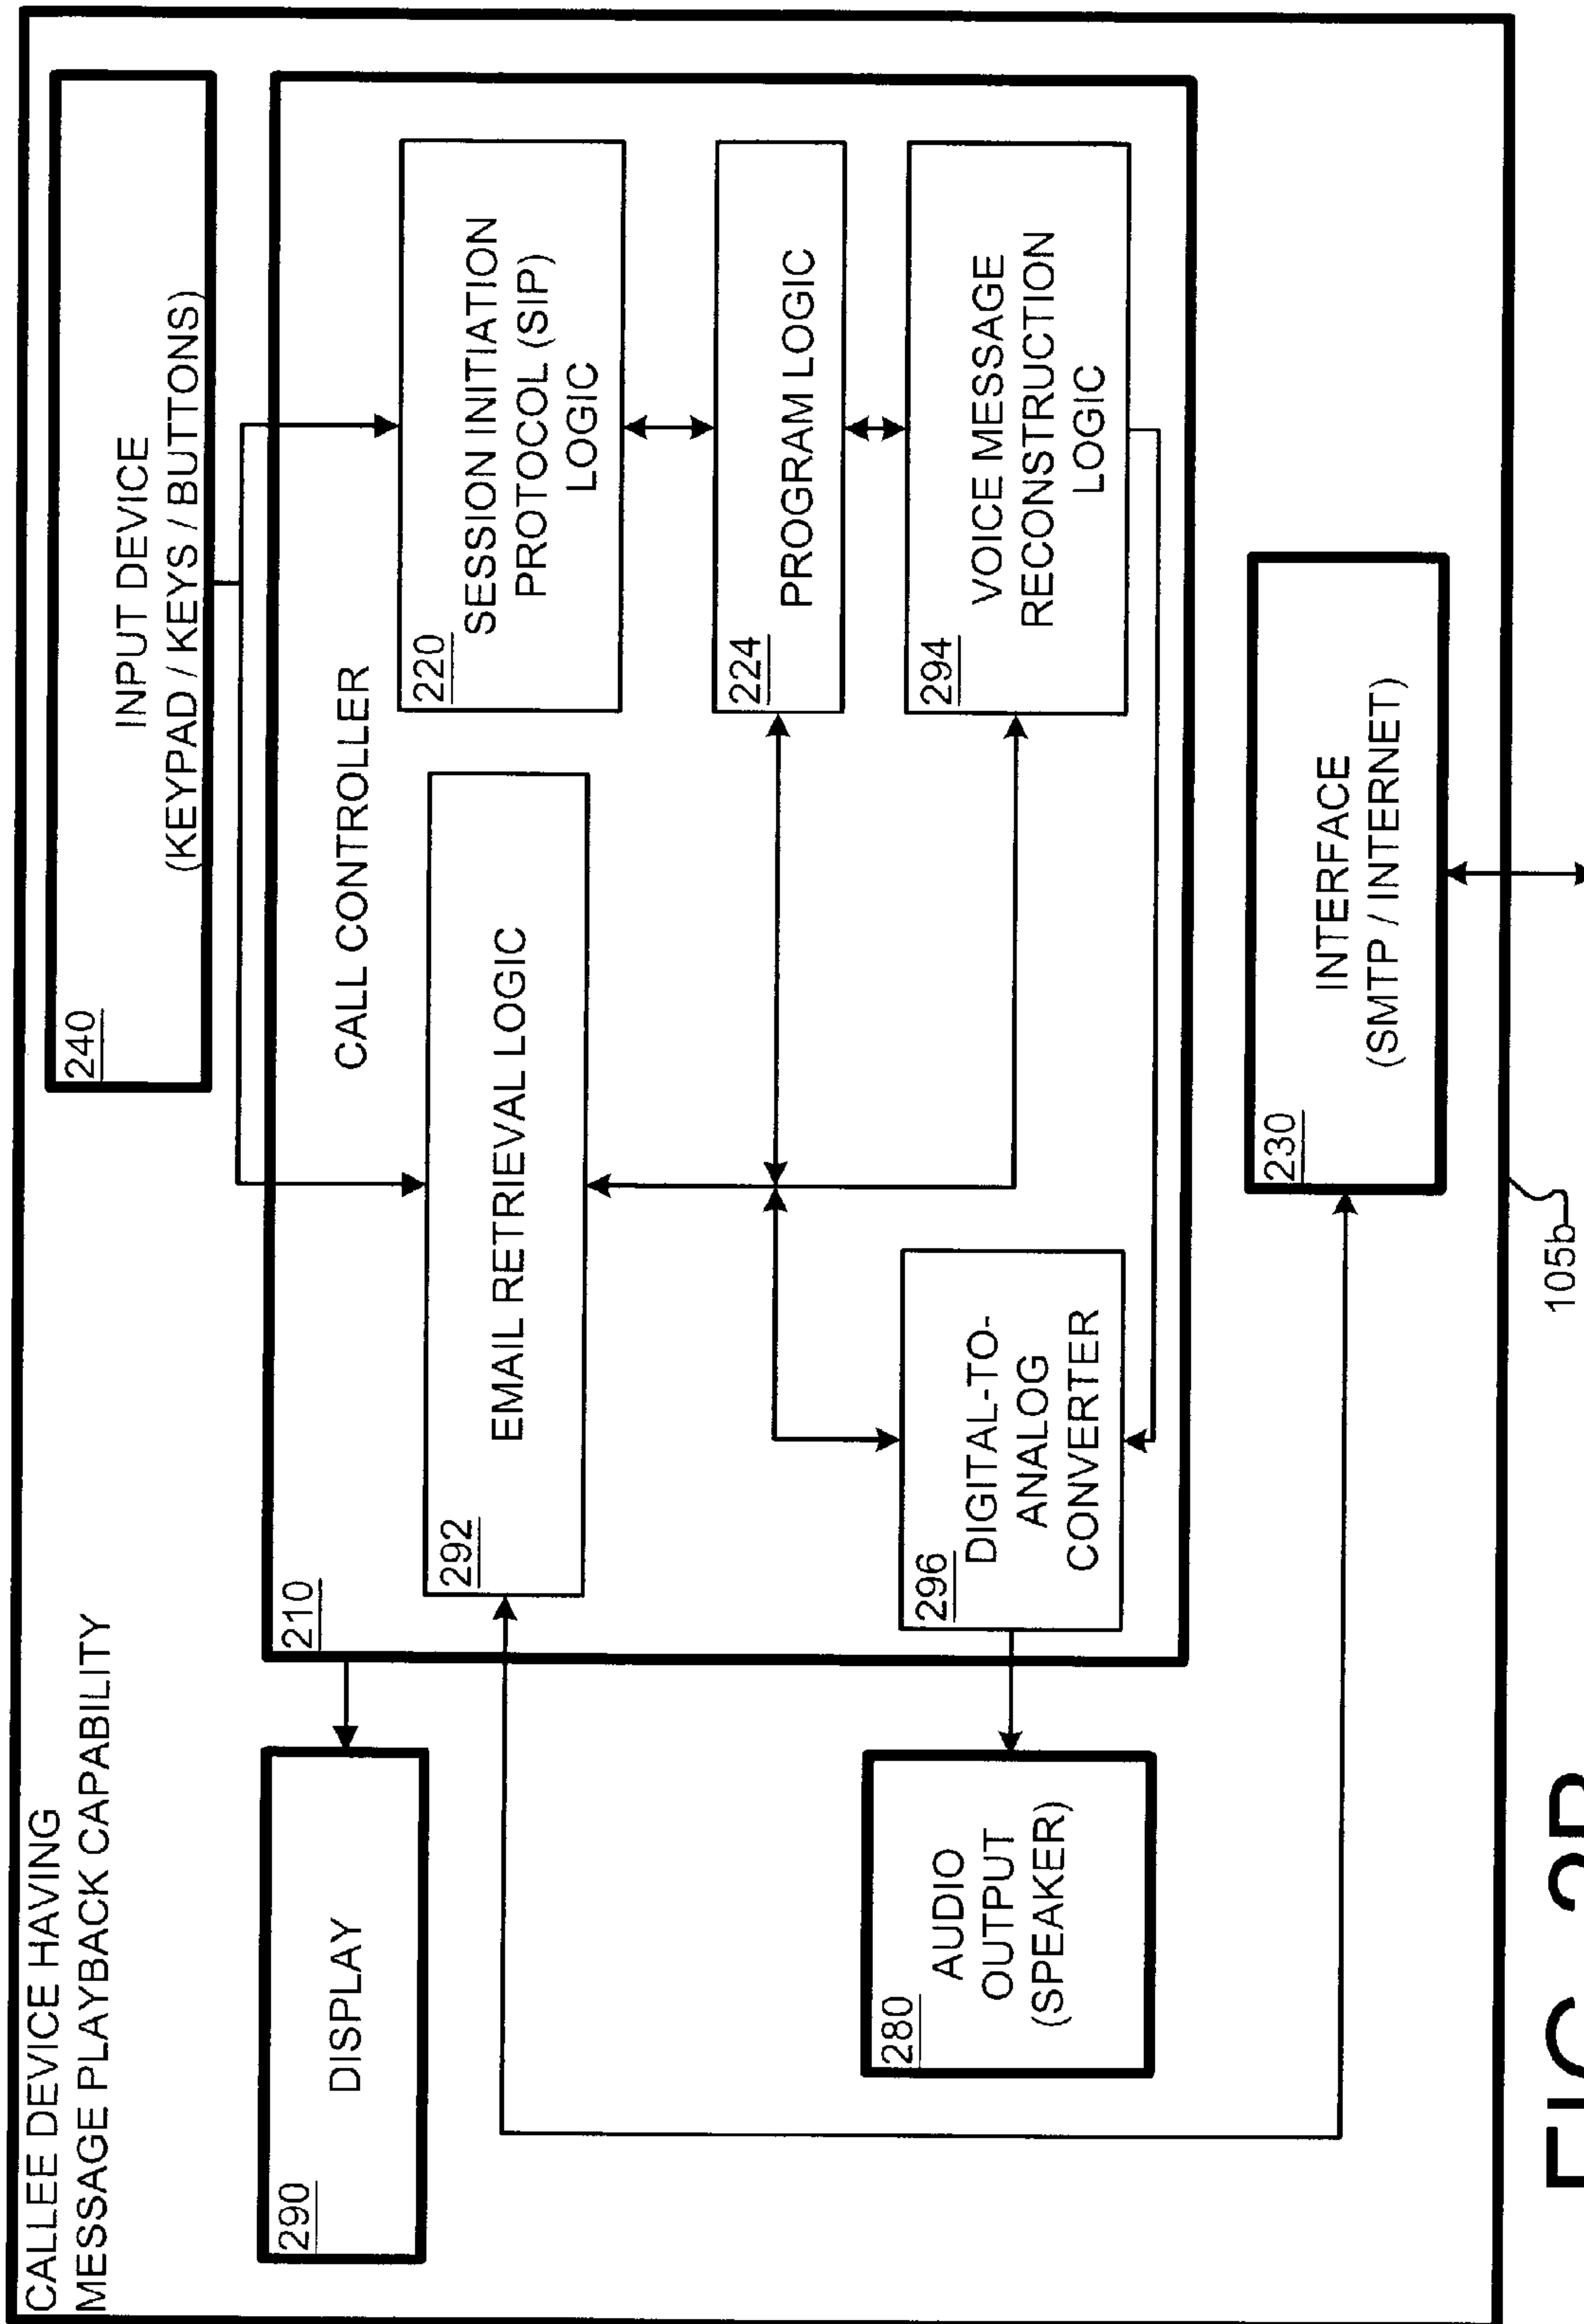 CALLEE DEVICE HAVING
MESSAGE PLAYBACK CAPABILITY
240
INPUT DEVICE
(KEYPAD / KEYS / BUTTONS)
290
DISPLAY
210
CALL CONTROLLER
292
EMAIL RETRIEVAL LOGIC
220
SESSION INITIATION
PROTOCOL (SIP)
LOGIC
224
PROGRAM LOGIC
280
AUDIO
OUTPUT
(SPEAKER)
296
DIGITAL-TO-
ANALOG
CONVERTER
294
VOICE MESSAGE
RECONSTRUCTION
LOGIC
230
INTERFACE
(SMTP / INTERNET)
105b